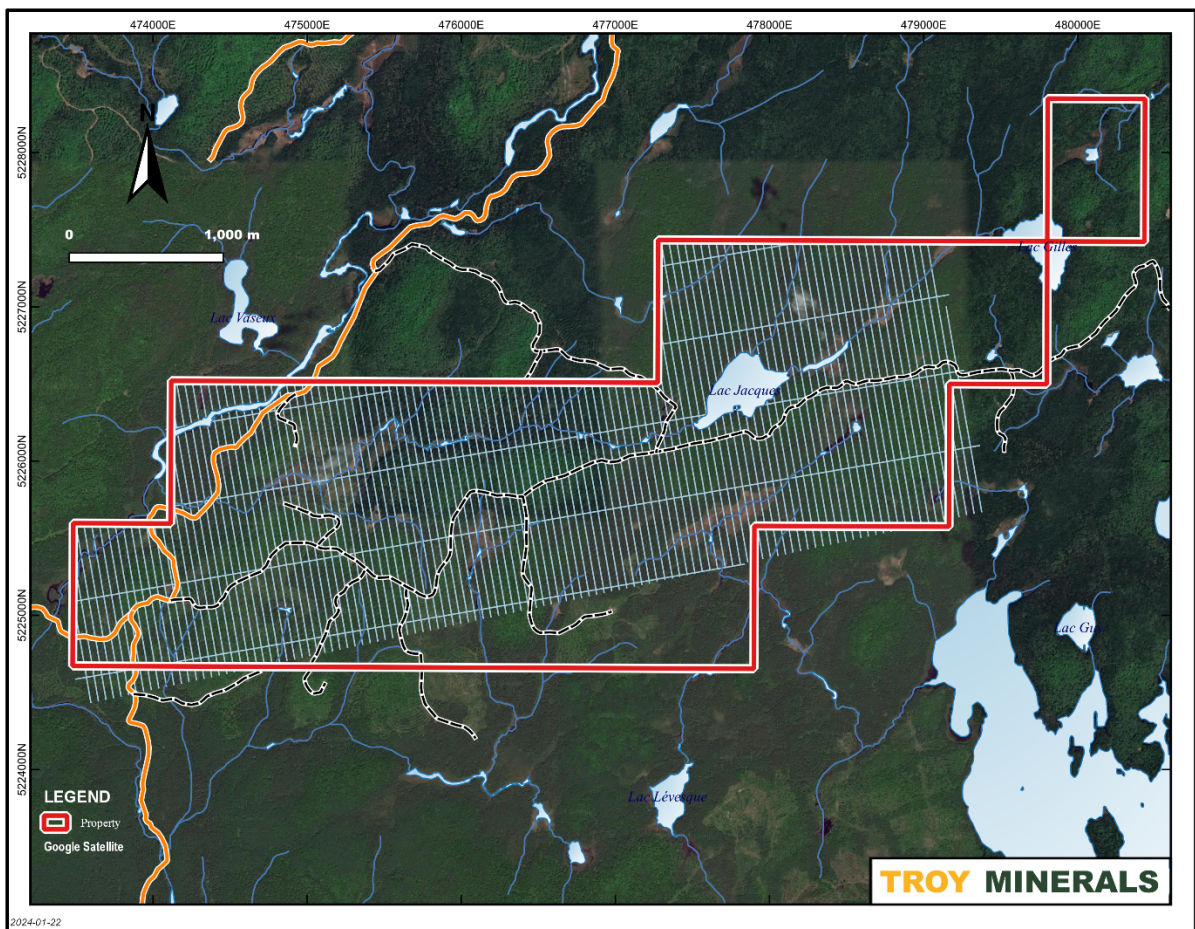 474000E 475000E 476000E 477000E 478000E 479000E 480000E
5228000N
5227000N
5226000N
5225000N
5224000N
N
0 1,000 m
Lac Gilles
Lac Vaseux
Lac Jacques
Lac Guy
Lac Lévesque
LEGEND
Property
Google Satellite
TROY MINERALS
2024-01-22